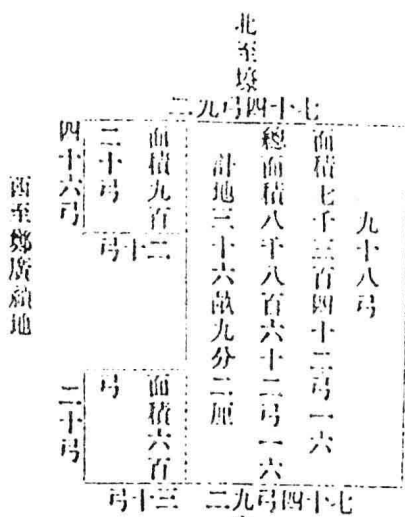 北至壕
七十四弓九二
九十八弓
面積七千三百四十二弓一六
總面積八千八百六十二弓一六
計地三十六畝九分二厘
面積九百
二十弓
四十六弓
二十弓
面積六百
弓
二十弓
七十四弓九二
三十弓
西至鄭廣穎地